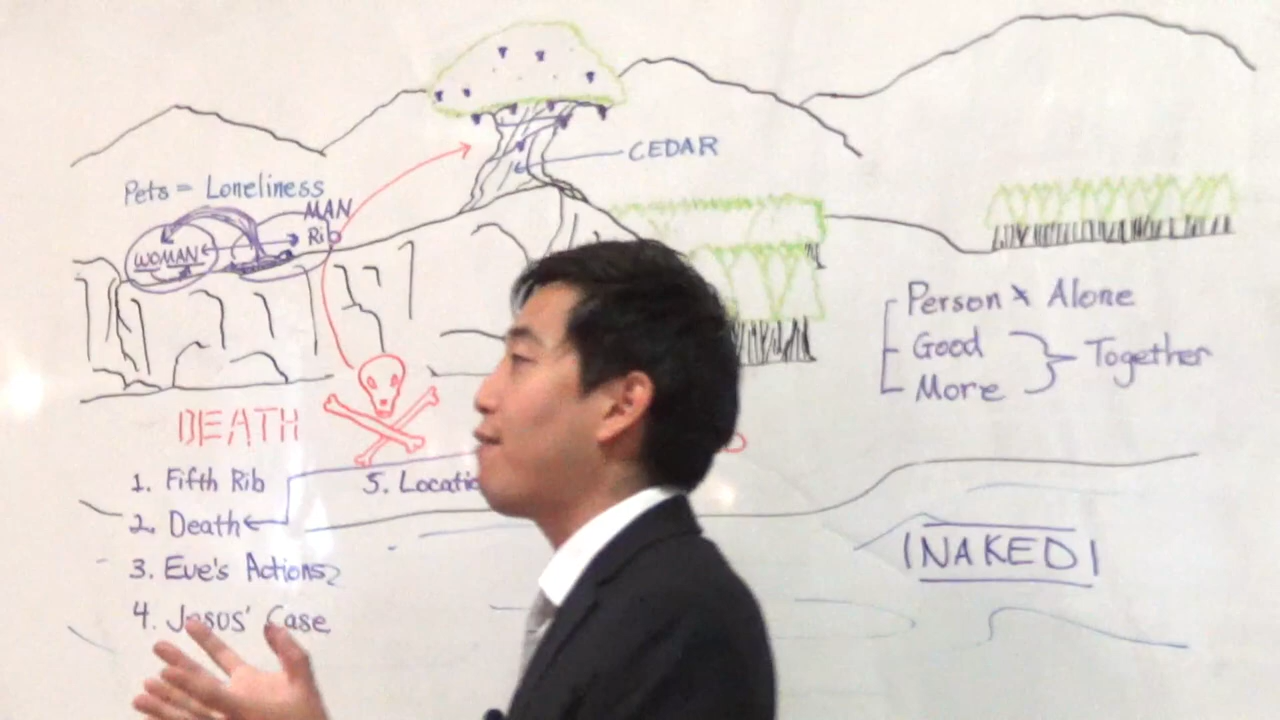 CEDAR
Pets = Loneliness
MAN
Rib
WOMAN
Person x Alone
Good
More
Together
DEATH
1. Fifth Rib
2. Death
3. Eve's Actions
4. Jesus' Case
5.
NAKED